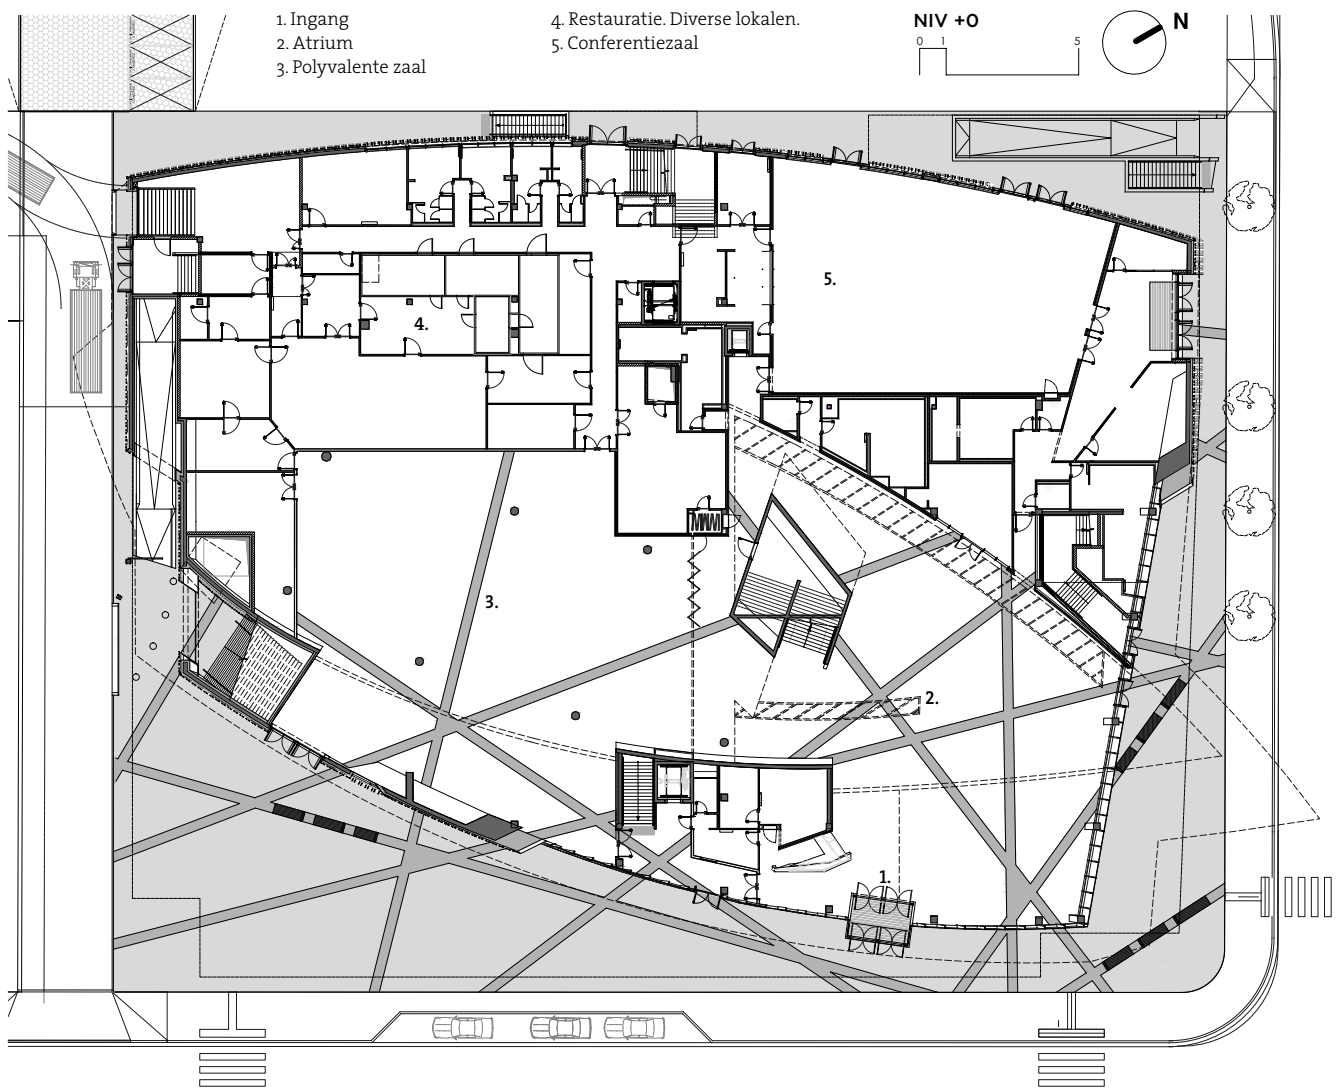 1. Ingang
2. Atrium
3. Polyvalente zaal
4. Restauratie. Diverse lokalen.
5. Conferentiezaal
NIV +0
0 1 5
N
5.
4.
3.
2.
1.